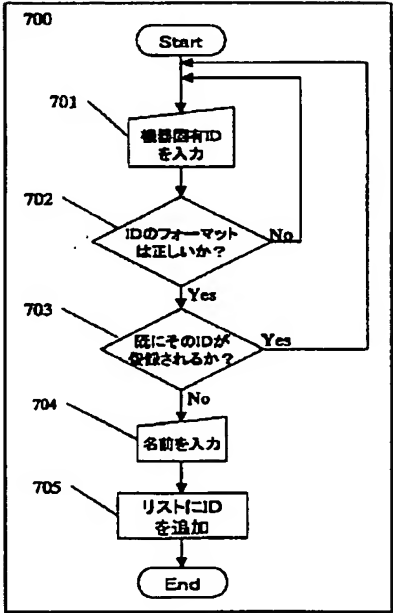 700
Start
701
機器固有ID
を入力
702
IDのフォーマット
は正しいか？
No
Yes
703
既にそのIDが
登録されるか？
Yes
No
704
名前を入力
705
リストにID
を追加
End